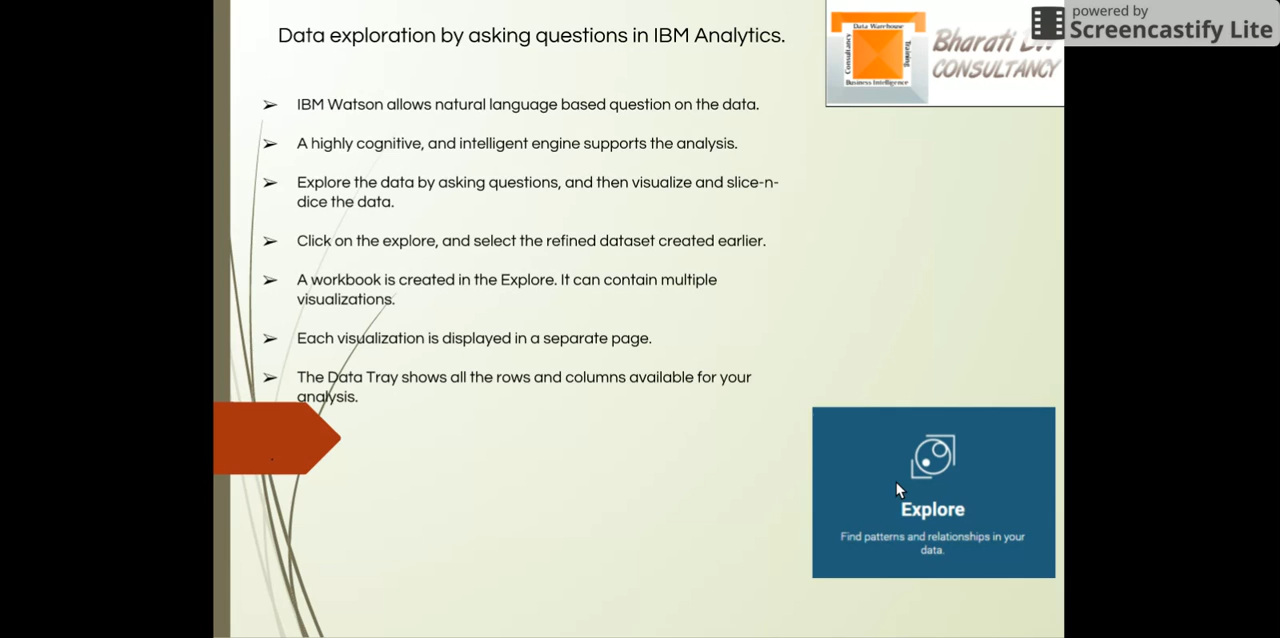 powered by
Screencastify Lite
Data exploration by asking questions in IBM Analytics.
Data Warehouse
Consultancy
Training
Business Intelligence
Bharati
CONSULTANCY
➢ IBM Watson allows natural language based question on the data.
➢ A highly cognitive, and intelligent engine supports the analysis.
➢ Explore the data by asking questions, and then visualize and slice-n-
dice the data.
➢ Click on the explore, and select the refined dataset created earlier.
➢ A workbook is created in the Explore. It can contain multiple
visualizations.
➢ Each visualization is displayed in a separate page.
➢ The Data Tray shows all the rows and columns available for your
analysis.
Explore
Find patterns and relationships in your
data.